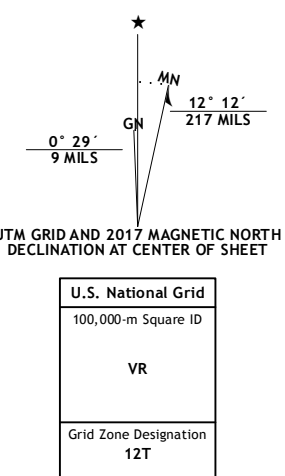 ★
MN
12° 12´
217 MILS
GN
0° 29´
9 MILS
UTM GRID AND 2017 MAGNETIC NORTH
DECLINATION AT CENTER OF SHEET
U.S. National Grid
100,000-m Square ID
VR
Grid Zone Designation
12T